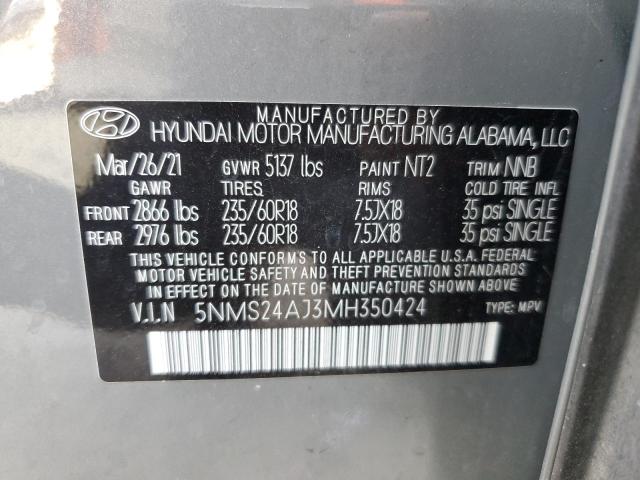 MANUFACTURED BY
HYUNDAI MOTOR MANUFACTURING ALABAMA, LLC
Mar/26/21 GVWR 5137 lbs PAINT NT2 TRIM NNB
GAWR TIRES RIMS COLD TIRE INFL
FRONT 2866 lbs 235/60R18 7.5JX18 35 psi SINGLE
REAR 2976 lbs 235/60R18 7.5JX18 35 psi SINGLE
THIS VEHICLE CONFORMS TO ALL APPLICABLE U.S.A. FEDERAL
MOTOR VEHICLE SAFETY AND THEFT PREVENTION STANDARDS
IN EFFECT ON THE DATE OF MANUFACTURE SHOWN ABOVE.
V.I.N 5NMS24AJ3MH350424 TYPE: MPV